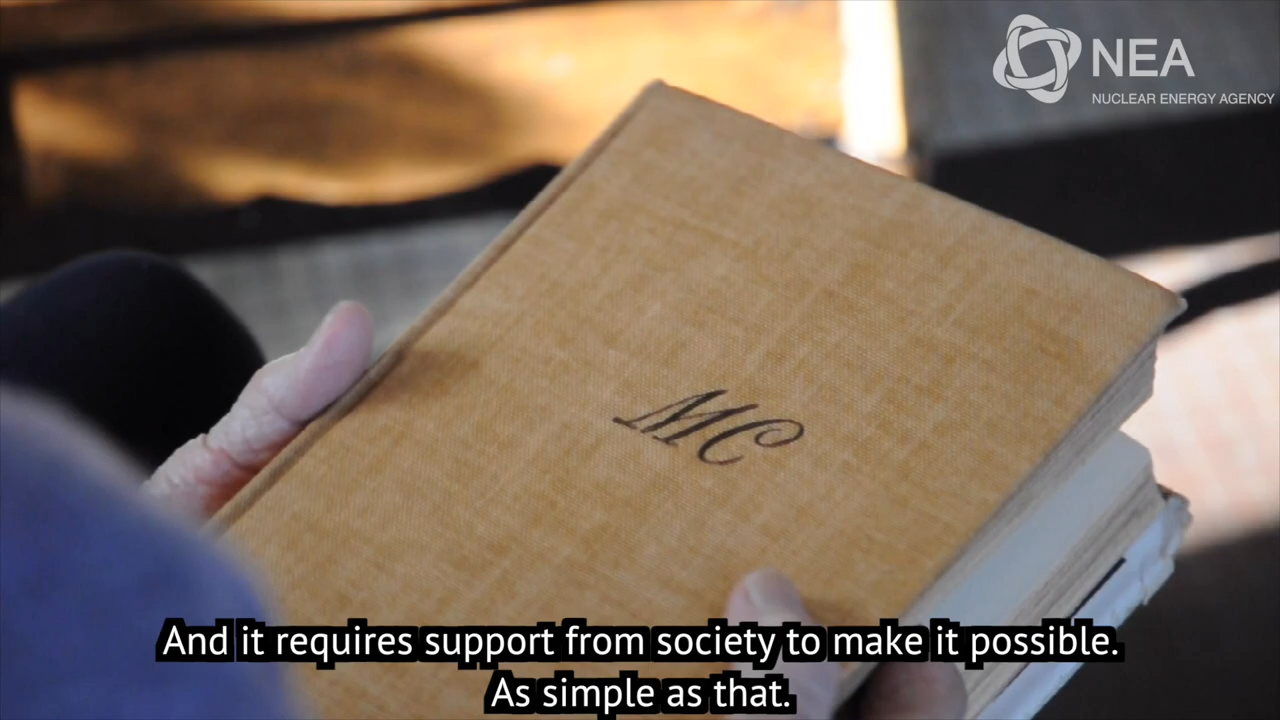 NEA
NUCLEAR ENERGY AGENCY
MC
And it requires support from society to make it possible.
As simple as that.